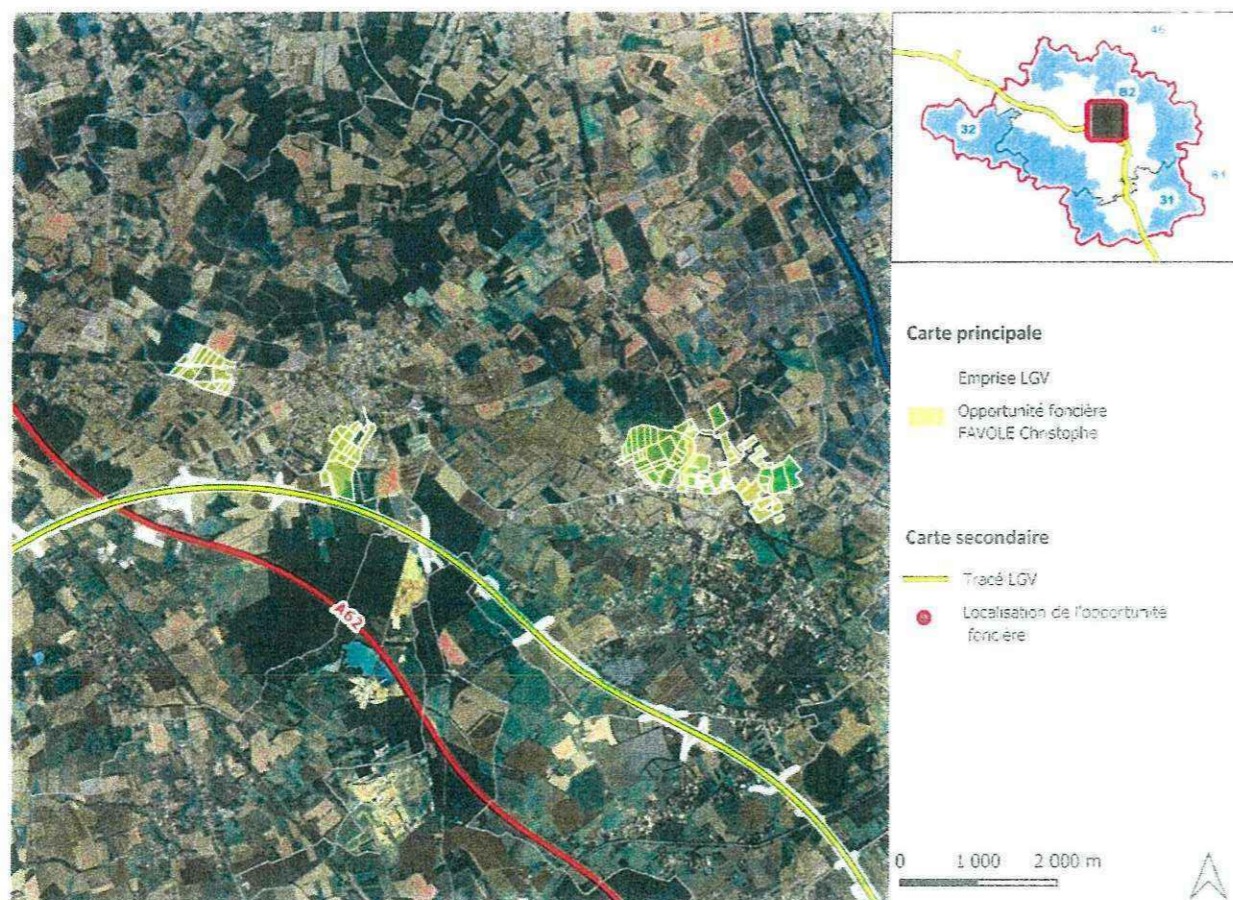 46
82
32
81
31
Carte principale
Emprise LGV
Opportunité foncière
FAVOLE Christophe
Carte secondaire
Tracé LGV
Localisation de l'opportunité
foncière
A62
0 1 000 2 000 m